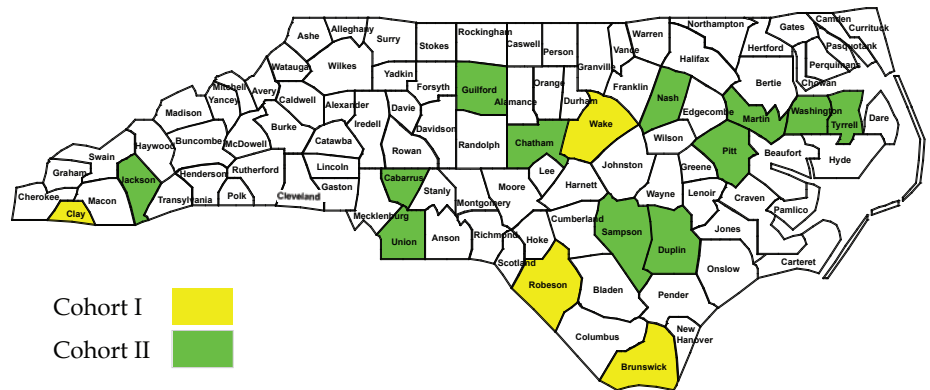 Ashe
Alleghany
Surry
Stokes
Rockingham
Caswell
Person
Granville
Vance
Warren
Northampton
Gates
Camden
Currituck
Pasquotank
Perquimans
Chowan
Hertford
Halifax
Bertie
Watauga
Wilkes
Yadkin
Forsyth
Guilford
Alamance
Orange
Durham
Franklin
Nash
Edgecombe
Martin
Washington
Tyrrell
Dare
Mitchell
Yancey
Avery
Caldwell
Alexander
Iredell
Davie
Davidson
Randolph
Chatham
Wake
Wilson
Pitt
Beaufort
Hyde
Madison
Buncombe
McDowell
Burke
Catawba
Rowan
Lee
Johnston
Greene
Swain
Haywood
Henderson
Rutherford
Lincoln
Gaston
Cabarrus
Stanly
Montgomery
Moore
Harnett
Wayne
Lenoir
Craven
Pamlico
Graham
Jackson
Cherokee
Clay
Macon
Transylvania
Polk
Cleveland
Mecklenburg
Union
Anson
Richmond
Scotland
Hoke
Cumberland
Sampson
Duplin
Jones
Onslow
Carteret
Robeson
Bladen
Pender
Columbus
New
Hanover
Brunswick
Cohort I
Cohort II